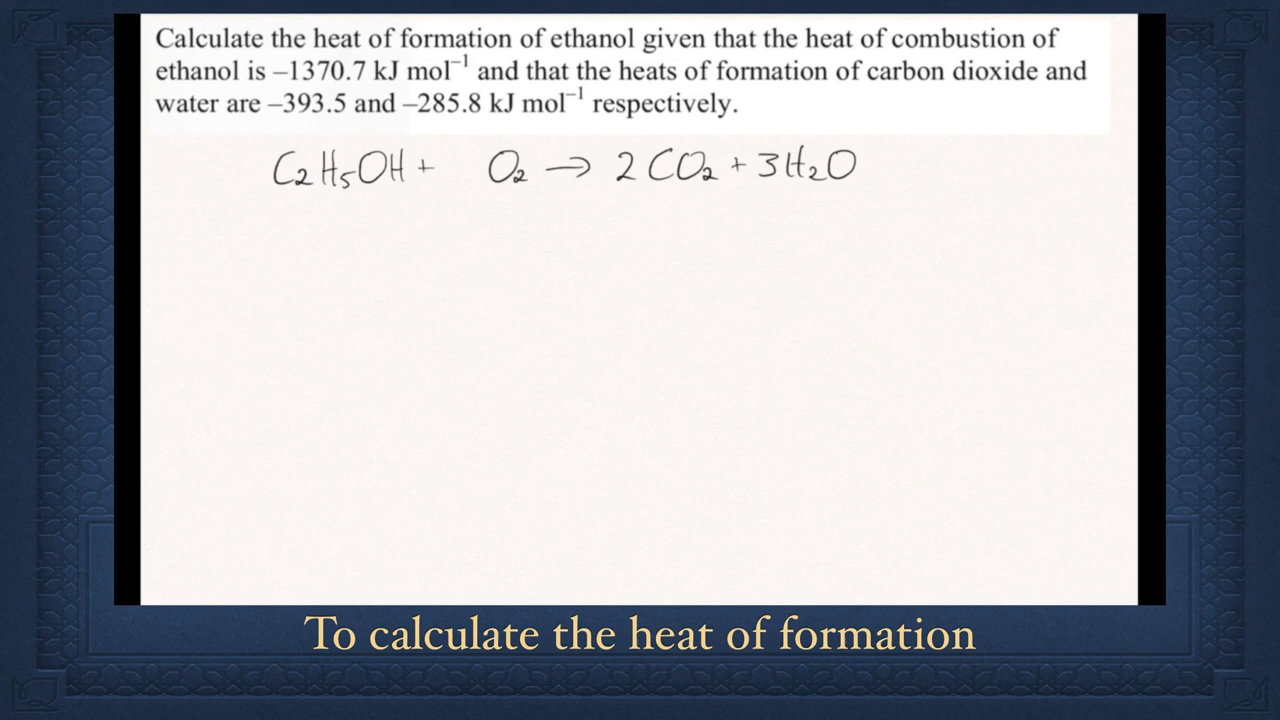 Calculate the heat of formation of ethanol given that the heat of combustion of
ethanol is –1370.7 kJ mol⁻¹ and that the heats of formation of carbon dioxide and
water are –393.5 and –285.8 kJ mol⁻¹ respectively.
C₂H₅OH + O₂ → 2 CO₂ + 3H₂O
To calculate the heat of formation